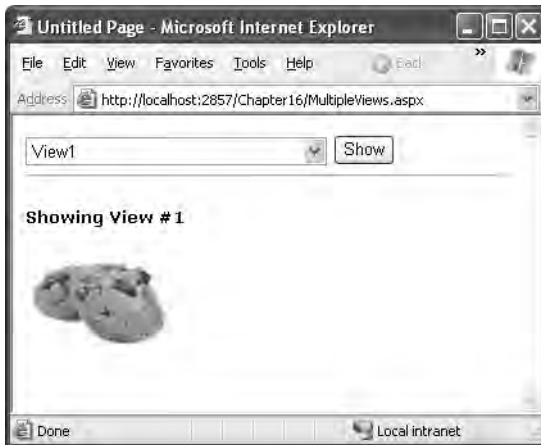 Untitled Page - Microsoft Internet Explorer
File Edit View Favorites Tools Help Back »
Address http://localhost:2857/Chapter16/MultipleViews.aspx
View1 Show
Showing View #1
Done Local intranet